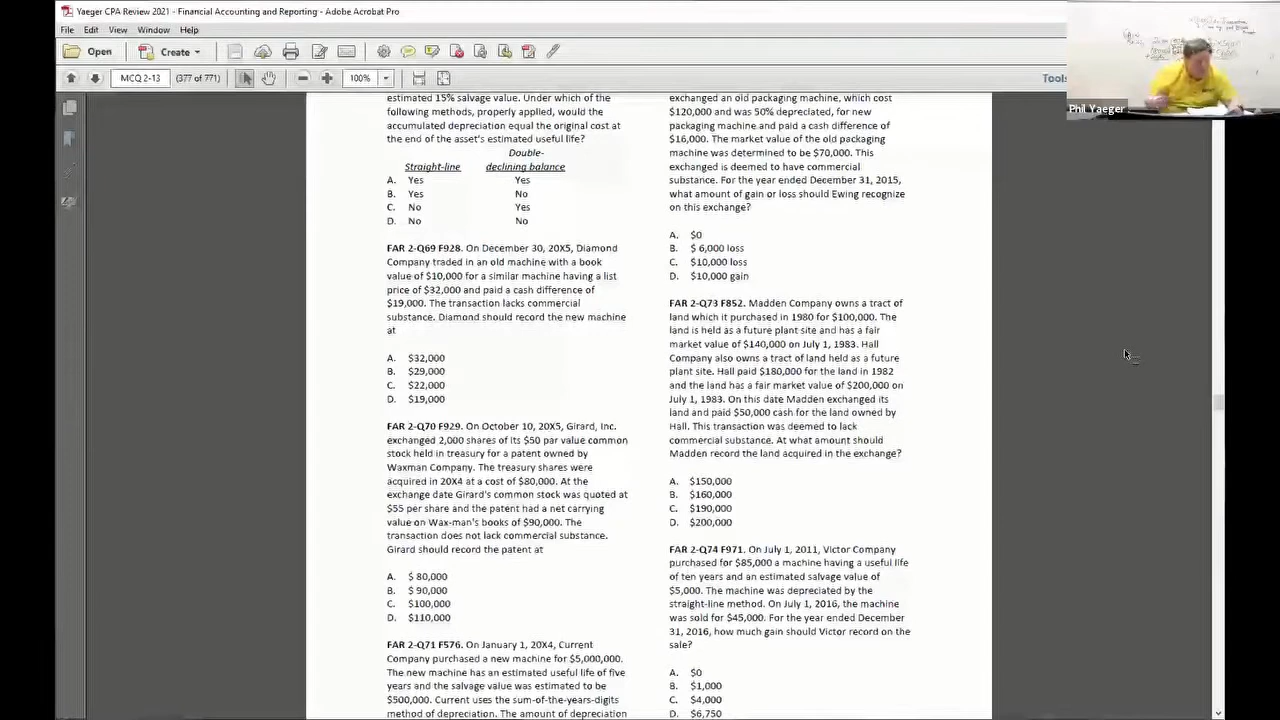 Yaeger CPA Review 2021 - Financial Accounting and Reporting - Adobe Acrobat Pro
File Edit View Window Help
Open Create 
MCQ 2-13 (377 of 771) 100% Tools
Phil Yaeger
estimated 15% salvage value. Under which of the
following methods, properly applied, would the
accumulated depreciation equal the original cost at
the end of the asset's estimated useful life?
Double-
Straight-line declining balance
A. Yes Yes
B. Yes No
C. No Yes
D. No No
FAR 2-Q69 F928. On December 30, 20X5, Diamond
Company traded in an old machine with a book
value of $10,000 for a similar machine having a list
price of $32,000 and paid a cash difference of
$19,000. The transaction lacks commercial
substance. Diamond should record the new machine
at
A. $32,000
B. $29,000
C. $22,000
D. $19,000
FAR 2-Q70 F929. On October 10, 20X5, Girard, Inc.
exchanged 2,000 shares of its $50 par value common
stock held in treasury for a patent owned by
Waxman Company. The treasury shares were
acquired in 20X4 at a cost of $80,000. At the
exchange date Girard's common stock was quoted at
$55 per share and the patent had a net carrying
value on Wax-man's books of $90,000. The
transaction does not lack commercial substance.
Girard should record the patent at
A. $ 80,000
B. $ 90,000
C. $100,000
D. $110,000
FAR 2-Q71 F576. On January 1, 20X4, Current
Company purchased a new machine for $5,000,000.
The new machine has an estimated useful life of five
years and the salvage value was estimated to be
$500,000. Current uses the sum-of-the-years-digits
method of depreciation. The amount of depreciation
exchanged an old packaging machine, which cost
$120,000 and was 50% depreciated, for new
packaging machine and paid a cash difference of
$16,000. The market value of the old packaging
machine was determined to be $70,000. This
exchanged is deemed to have commercial
substance. For the year ended December 31, 2015,
what amount of gain or loss should Ewing recognize
on this exchange?
A. $0
B. $ 6,000 loss
C. $10,000 loss
D. $10,000 gain
FAR 2-Q73 F852. Madden Company owns a tract of
land which it purchased in 1980 for $100,000. The
land is held as a future plant site and has a fair
market value of $140,000 on July 1, 1983. Hall
Company also owns a tract of land held as a future
plant site. Hall paid $180,000 for the land in 1982
and the land has a fair market value of $200,000 on
July 1, 1983. On this date Madden exchanged its
land and paid $50,000 cash for the land owned by
Hall. This transaction was deemed to lack
commercial substance. At what amount should
Madden record the land acquired in the exchange?
A. $150,000
B. $160,000
C. $190,000
D. $200,000
FAR 2-Q74 F971. On July 1, 2011, Victor Company
purchased for $85,000 a machine having a useful life
of ten years and an estimated salvage value of
$5,000. The machine was depreciated by the
straight-line method. On July 1, 2016, the machine
was sold for $45,000. For the year ended December
31, 2016, how much gain should Victor record on the
sale?
A. $0
B. $1,000
C. $4,000
D. $6,750